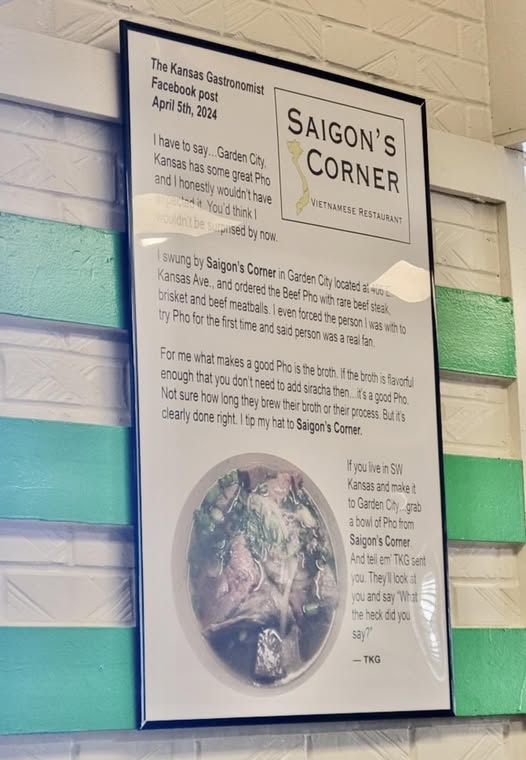 The Kansas Gastronomist
Facebook post
April 5th, 2024
SAIGON'S
CORNER
VIETNAMESE RESTAURANT
I have to say...Garden City,
Kansas has some great Pho
and I honestly wouldn't have
expected it. You'd think I
wouldn't be surprised by now.
I swung by Saigon's Corner in Garden City located at
Kansas Ave., and ordered the Beef Pho with rare beef steak,
brisket and beef meatballs. I even forced the person I was with to
try Pho for the first time and said person was a real fan.
For me what makes a good Pho is the broth. If the broth is flavorful
enough that you don't need to add siracha then...it's a good Pho.
Not sure how long they brew their broth or their process. But it's
clearly done right. I tip my hat to Saigon's Corner.
If you live in SW
Kansas and make it
to Garden City...grab
a bowl of Pho from
Saigon's Corner.
And tell em' TKG sent
you. They'll look at
you and say "What
the heck did you
say?"
— TKG